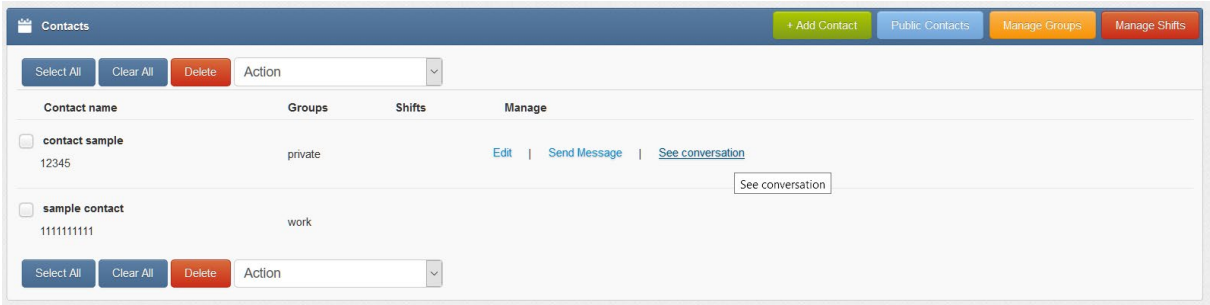 Contacts + Add Contact Public Contacts Manage Groups Manage Shifts
Select All Clear All Delete Action
Contact name Groups Shifts Manage
contact sample
12345 private Edit | Send Message | See conversation
See conversation
sample contact
1111111111 work
Select All Clear All Delete Action